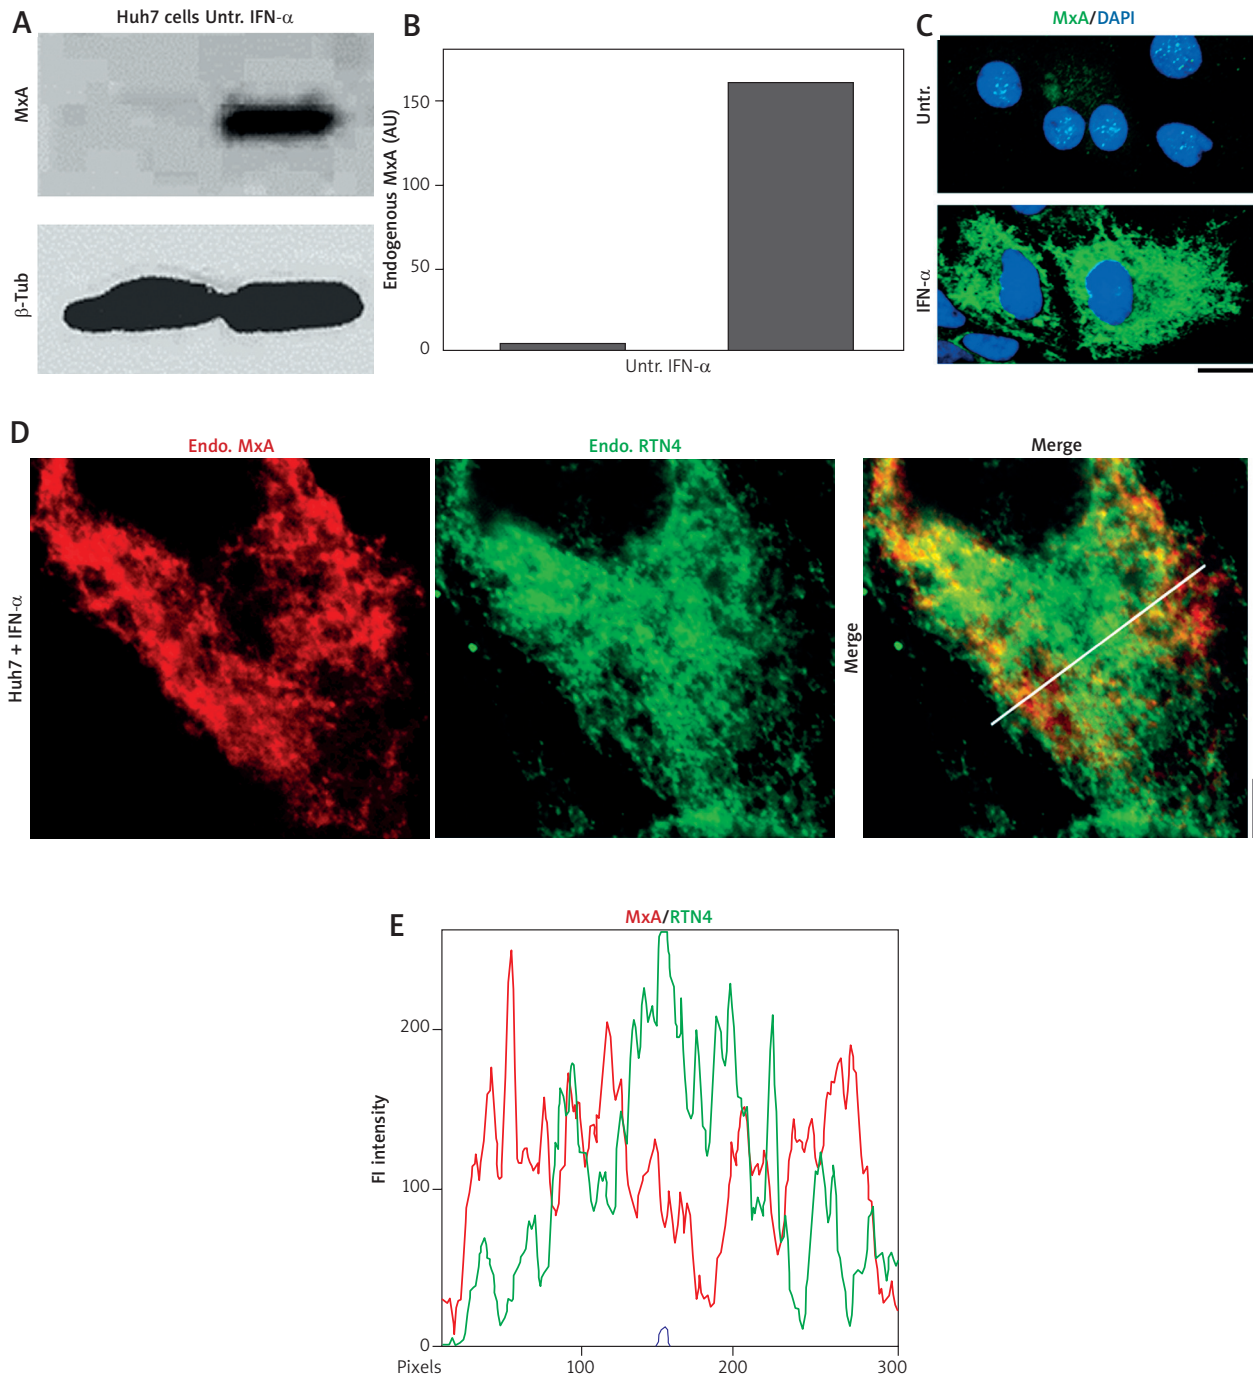 A
Huh7 cells Untr. IFN-α
MxA
β-Tub
B
Endogenous MxA (AU)
150
100
50
0
Untr. IFN-α
C
MxA/DAPI
Untr.
IFN-α
D
Endo. MxA
Endo. RTN4
Merge
Huh7 + IFN-α
Merge
E
MxA/RTN4
FI intensity
200
100
0
Pixels
100
200
300